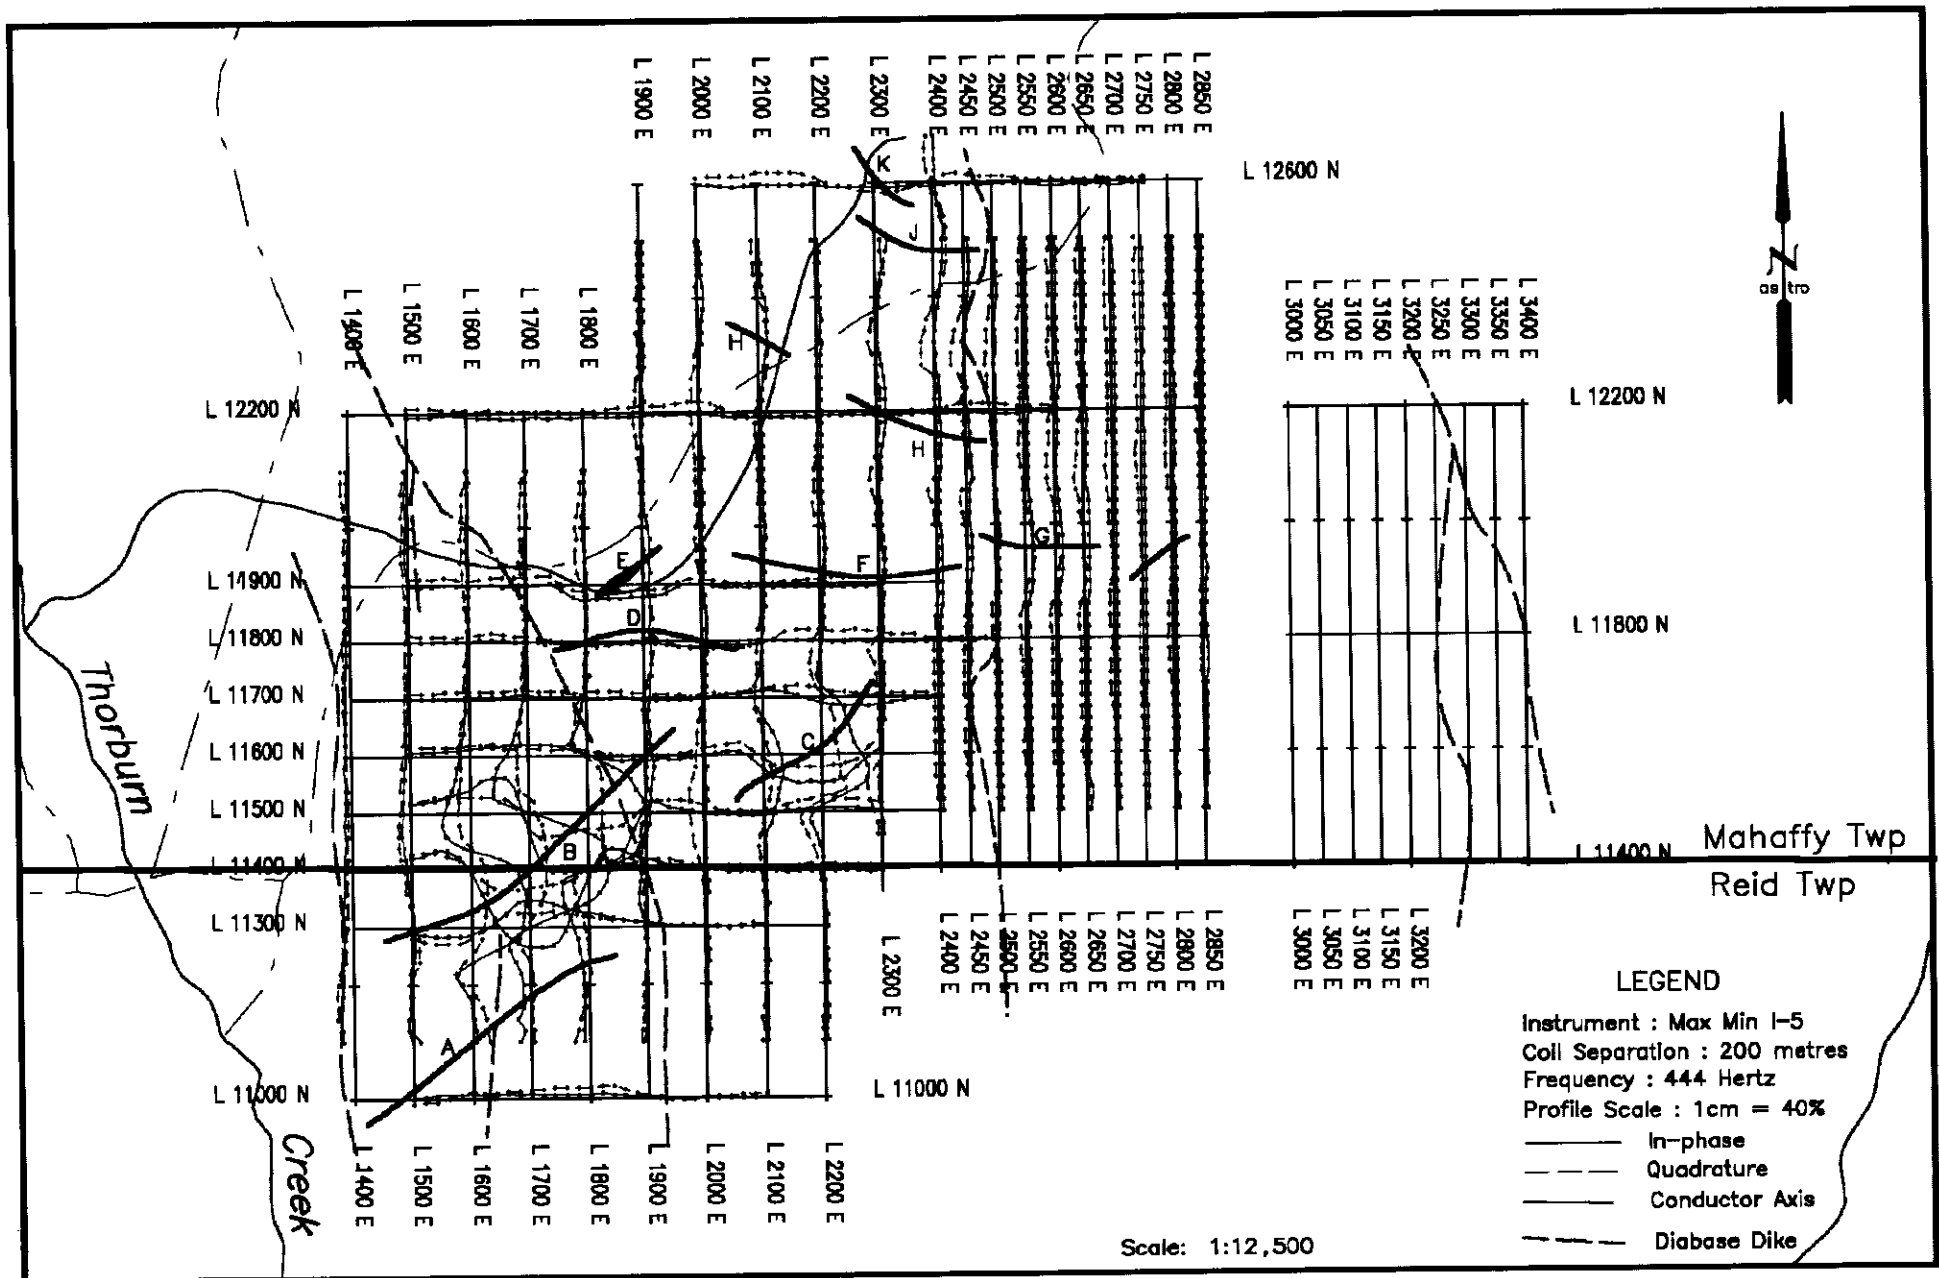 L 1900 E
L 2000 E
L 2100 E
L 2200 E
L 2300 E
L 2400 E
L 2450 E
L 2500 E
L 2550 E
L 2600 E
L 2650 E
L 2700 E
L 2750 E
L 2800 E
L 2850 E
K
L 12600 N
J
as tro
L 1400 E
L 1500 E
L 1600 E
L 1700 E
L 1800 E
L 3000 E
L 3050 E
L 3100 E
L 3150 E
L 3200 E
L 3250 E
L 3300 E
L 3350 E
L 3400 E
H
L 12200 N
L 12200 N
H
G
E
F
L 11900 N
D
L 11800 N
L 11800 N
L 11700 N
Thorburn
L 11600 N
C
L 11500 N
B
L 11400 N
L 11400 N
Mahaffy Twp
Reid Twp
L 11300 N
L 2300 E
L 2400 E
L 2450 E
L 2500 E
L 2550 E
L 2600 E
L 2650 E
L 2700 E
L 2750 E
L 2800 E
L 2850 E
L 3000 E
L 3050 E
L 3100 E
L 3150 E
L 3200 E
A
L 11000 N
L 11000 N
Creek
L 1400 E
L 1500 E
L 1600 E
L 1700 E
L 1800 E
L 1900 E
L 2000 E
L 2100 E
L 2200 E
LEGEND
Instrument : Max Min I-5
Coil Separation : 200 metres
Frequency : 444 Hertz
Profile Scale : 1cm = 40%
In-phase
Quadrature
Conductor Axis
Diabase Dike
Scale: 1:12,500